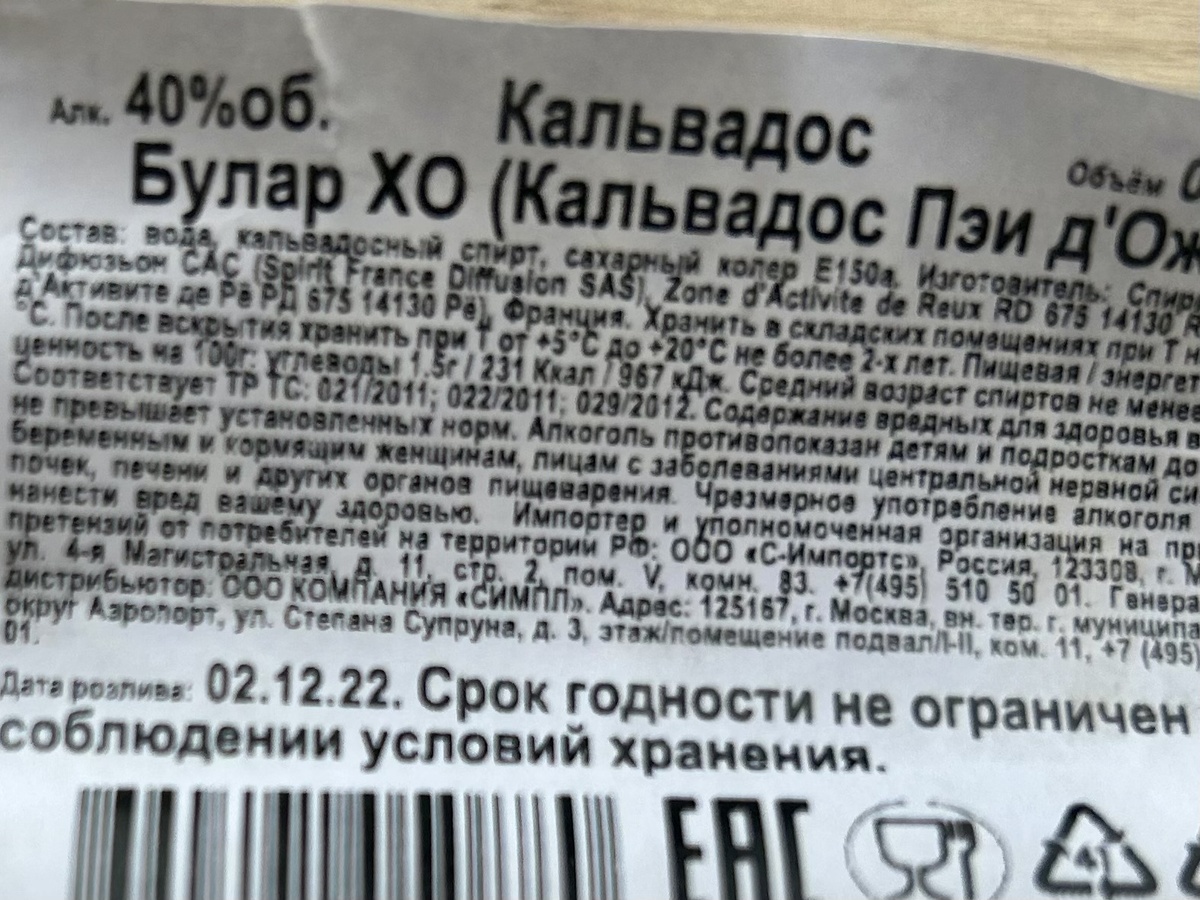 Алк. 40%об.
Кальвадос
Объём
Булар ХО (Кальвадос Пэи д'Ож
Состав: вода, кальвадосный спирт, сахарный колер Е150а. Изготовитель: Спир
Дифюзьон САС (Spirit France Diffusion SAS), Zone d'Activite de Reux RD 675 14130
д'Активите де Рё РД 675 14130 Рё), Франция. Хранить в складских помещениях при Т
°С. После вскрытия хранить при Т от +5°С до +20°С не более 2-х лет. Пищевая / энергет
ценность на 100г: углеводы 1.5г / 231 Ккал / 967 кДж. Средний возраст спиртов не менее
Соответствует ТР ТС: 021/2011; 022/2011; 029/2012. Содержание вредных для здоровья в
не превышает установленных норм. Алкоголь противопоказан детям и подросткам до
беременным и кормящим женщинам, лицам с заболеваниями центральной нервной си
почек, печени и других органов пищеварения. Чрезмерное употребление алкоголя
нанести вред вашему здоровью. Импортер и уполномоченная организация на пр
претензий от потребителей на территории РФ: ООО «С-Импортс», Россия, 123308, г. М
ул. 4-я Магистральная, д. 11, стр. 2, пом. V, комн. 83. +7(495) 510 50 01. Генера
дистрибьютор: ООО КОМПАНИЯ «СИМПЛ». Адрес: 125167, г. Москва, вн. тер. г. муниципа
округ Аэропорт, ул. Степана Супруна, д. 3, этаж/помещение подвал/I-II, ком. 11, +7 (495)
01.
Дата розлива: 02.12.22. Срок годности не ограничен
соблюдении условий хранения.
EAC
41